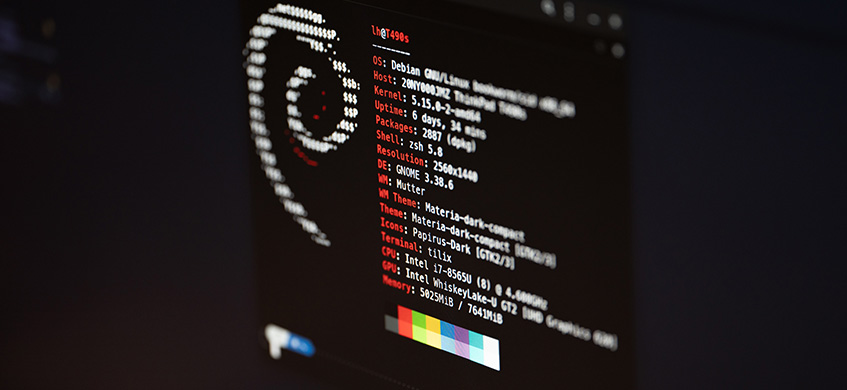 lh@T490s
--------
OS: Debian GNU/Linux bookworm/sid x86_64
Host: 20NY000JMZ ThinkPad T490s
Kernel: 5.15.0-2-amd64
Uptime: 6 days, 34 mins
Packages: 2887 (dpkg)
Shell: zsh 5.8
Resolution: 2560x1440
DE: GNOME 3.38.6
WM: Mutter
WM Theme: Materia-dark-compact
Theme: Materia-dark-compact [GTK2/3]
Icons: Papirus-Dark [GTK2/3]
Terminal: tilix
CPU: Intel i7-8565U (8) @ 4.600GHz
GPU: Intel WhiskeyLake-U GT2 [UHD Graphics 620]
Memory: 5025MiB / 7641MiB